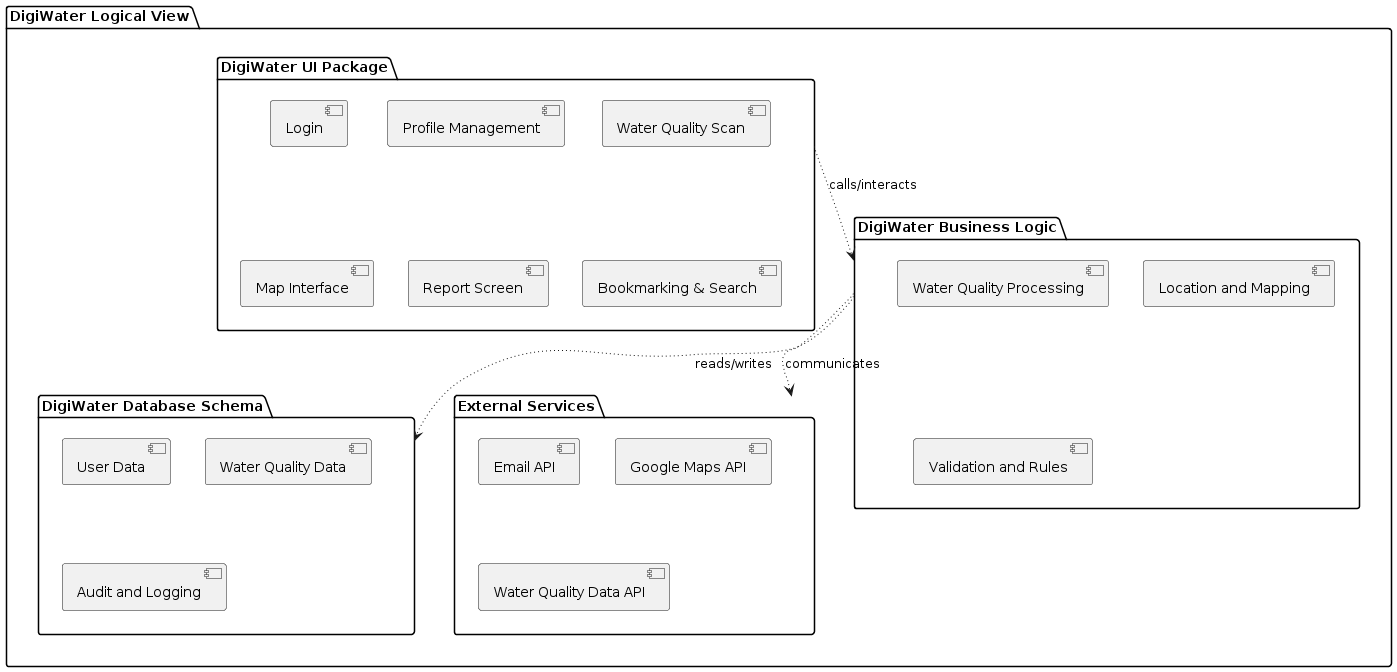 DigiWater Logical View
DigiWater UI Package
Login
Profile Management
Water Quality Scan
Map Interface
Report Screen
Bookmarking & Search
calls/interacts
DigiWater Business Logic
Water Quality Processing
Location and Mapping
Validation and Rules
reads/writes
communicates
DigiWater Database Schema
User Data
Water Quality Data
Audit and Logging
External Services
Email API
Google Maps API
Water Quality Data API